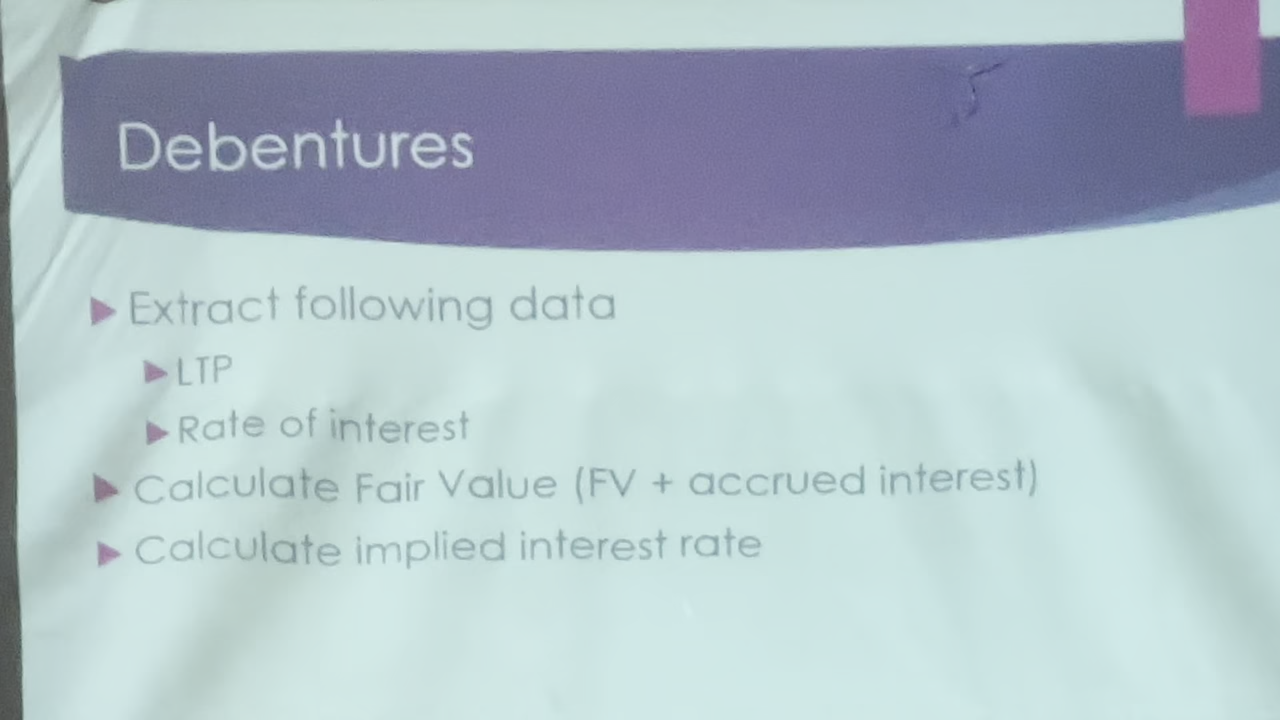 Debentures
Extract following data
LTP
Rate of interest
Calculate Fair Value (FV + accrued interest)
Calculate implied interest rate